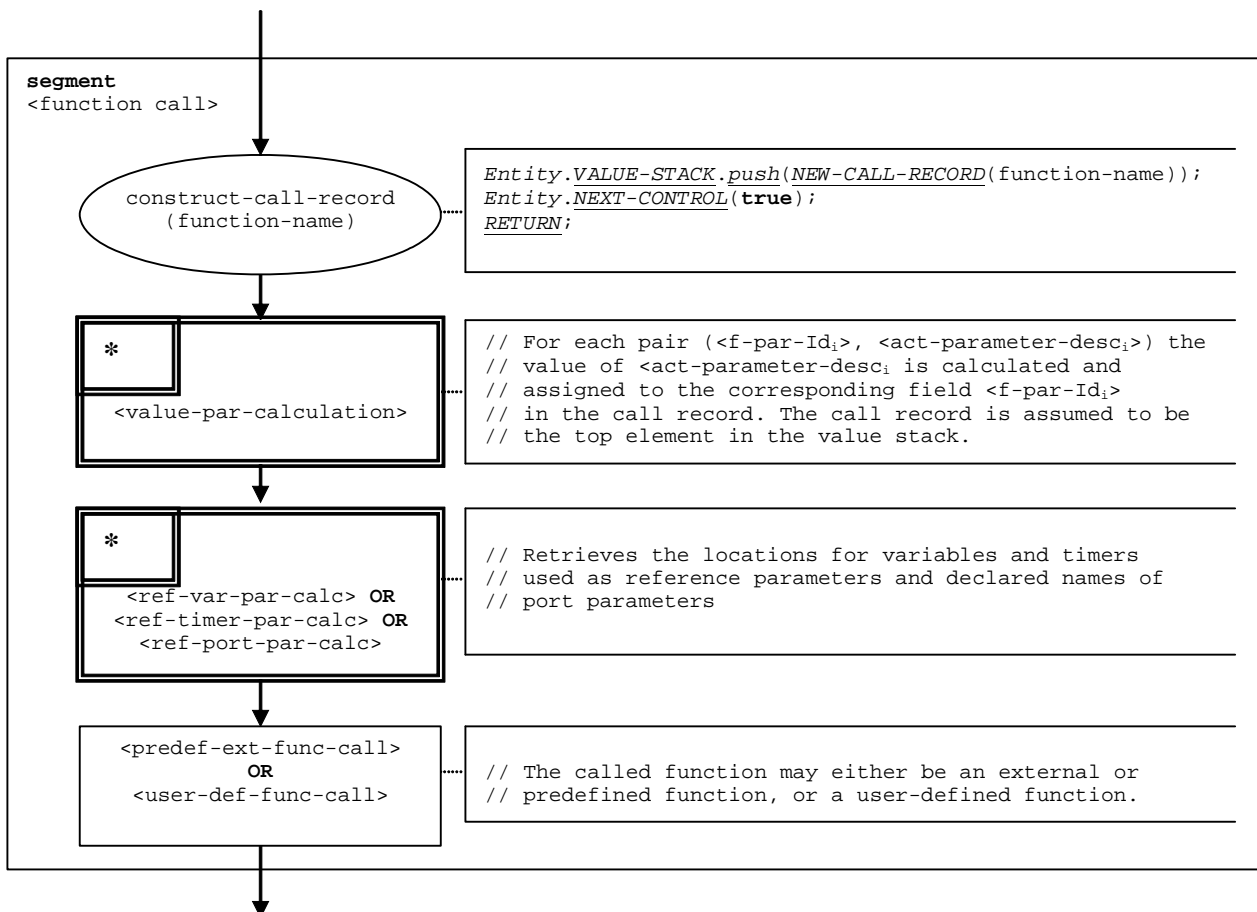 segment
<function call>
construct-call-record
(function-name)
Entity.VALUE-STACK.push(NEW-CALL-RECORD(function-name));
Entity.NEXT-CONTROL(true);
RETURN;
*
<value-par-calculation>
// For each pair (<f-par-Idi>, <act-parameter-desci>) the
// value of <act-parameter-desci is calculated and
// assigned to the corresponding field <f-par-Idi>
// in the call record. The call record is assumed to be
// the top element in the value stack.
*
<ref-var-par-calc> OR
<ref-timer-par-calc> OR
<ref-port-par-calc>
// Retrieves the locations for variables and timers
// used as reference parameters and declared names of
// port parameters
<predef-ext-func-call>
OR
<user-def-func-call>
// The called function may either be an external or
// predefined function, or a user-defined function.